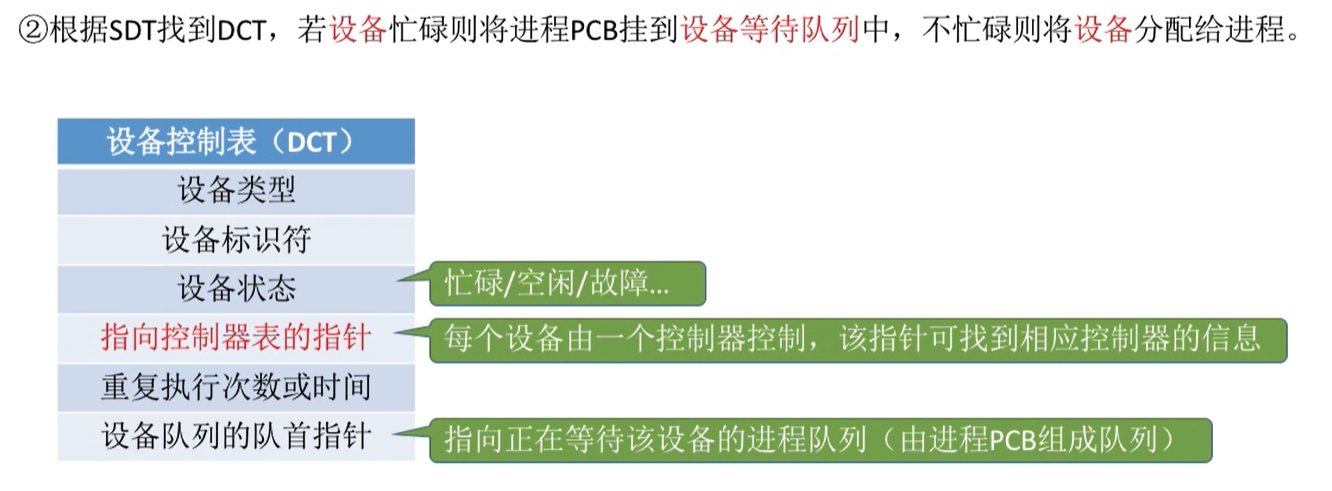 ②根据SDT找到DCT，若设备忙碌则将进程PCB挂到设备等待队列中，不忙碌则将设备分配给进程。
设备控制表（DCT）
设备类型
设备标识符
设备状态
忙碌/空闲/故障...
指向控制器表的指针
每个设备由一个控制器控制，该指针可找到相应控制器的信息
重复执行次数或时间
设备队列的队首指针
指向正在等待该设备的进程队列（由进程PCB组成队列）